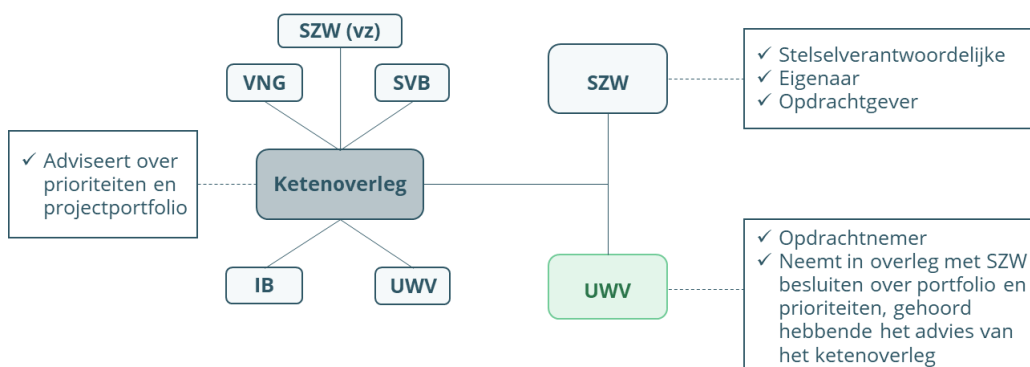 SZW (vz)
VNG
SVB
✓ Adviseert over
prioriteiten en
projectportfolio
Ketenoverleg
IB
UWV
SZW
✓ Stelselverantwoordelijke
✓ Eigenaar
✓ Opdrachtgever
UWV
✓ Opdrachtnemer
✓ Neemt in overleg met SZW
besluiten over portfolio en
prioriteiten, gehoord
hebbende het advies van
het ketenoverleg